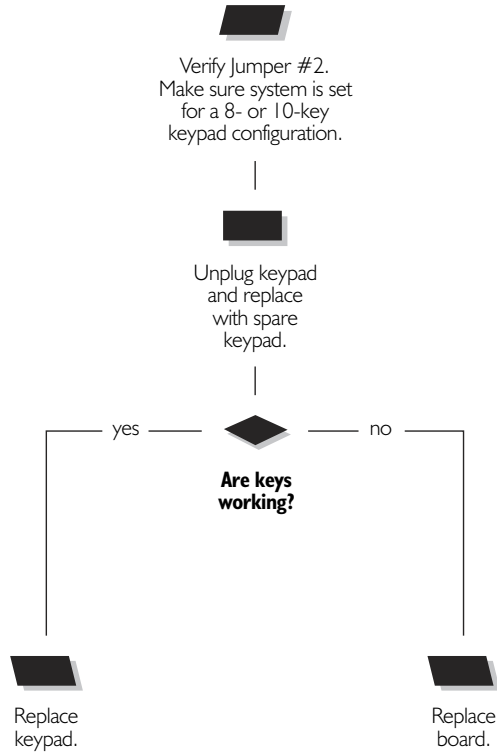 Verify Jumper #2.
Make sure system is set
for a 8- or 10-key
keypad configuration.
Unplug keypad
and replace
with spare
keypad.
yes
no
Are keys
working?
Replace
keypad.
Replace
board.